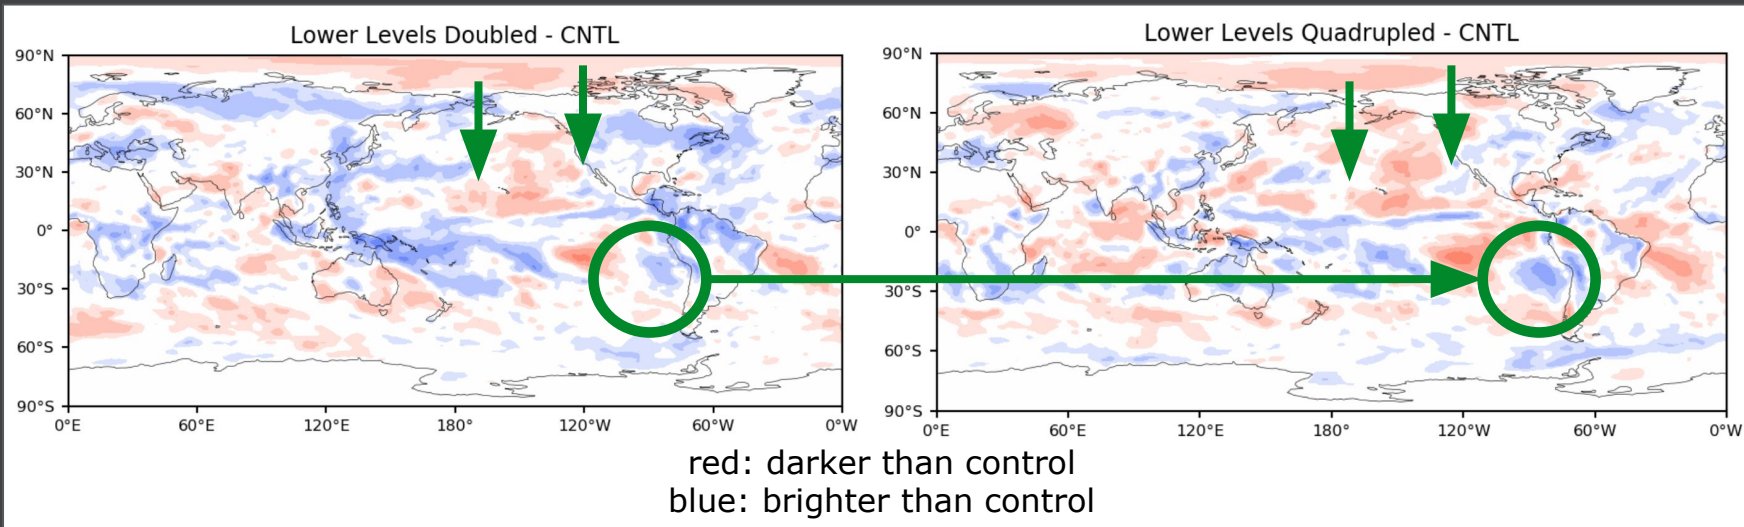 Lower Levels Doubled - CNTL
90°N
60°N
30°N
0°
30°S
60°S
90°S
0°E 60°E 120°E 180° 120°W 60°W 0°W
Lower Levels Quadrupled - CNTL
90°N
60°N
30°N
0°
30°S
60°S
90°S
0°E 60°E 120°E 180° 120°W 60°W 0°W
red: darker than control
blue: brighter than control